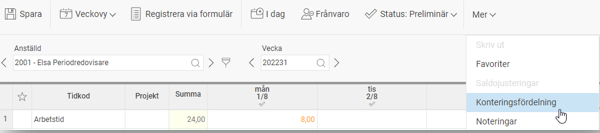 Spara Veckovy Registrera via formulär I dag Frånvaro Status: Preliminär Mer
Skriv ut
Favoriter
Saldojusteringar
Konteringsfördelning
Noteringar
Anställd Vecka
2001 - Elsa Periodredovisare 202231
Tidkod Projekt Summa mån tis
1/8 2/8
1 Arbetstid 24,00 8,00